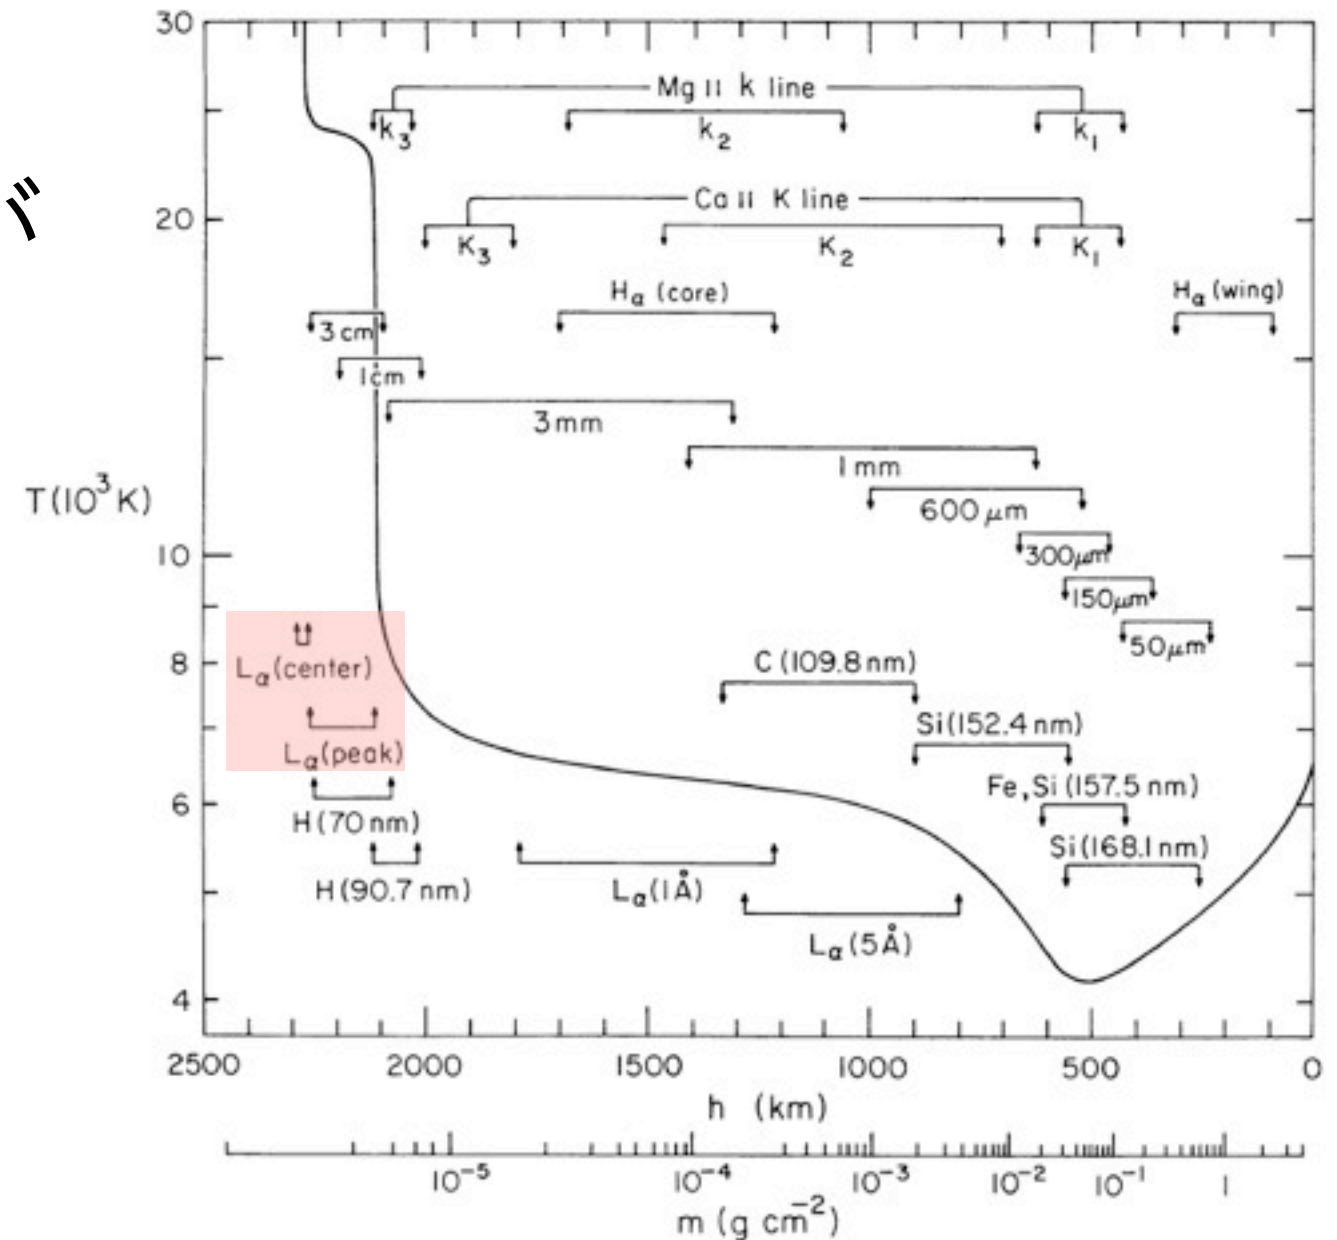 30
Mg II k line
k3
k2
k1
バ
20
Ca II K line
K3
K2
K1
Hα (core)
Hα (wing)
3 cm
1 cm
3 mm
1 mm
T(10^3 K)
600 μm
10
300μm
150μm
50μm
8
Lα(center)
C (109.8 nm)
Si(152.4 nm)
Lα(peak)
Fe,Si(157.5 nm)
6
H(70 nm)
Si(168.1 nm)
H(90.7 nm)
Lα(1Å)
Lα(5Å)
4
2500 2000 1500 1000 500 0
h (km)
10^-5 10^-4 10^-3 10^-2 10^-1 1
m (g cm^-2)